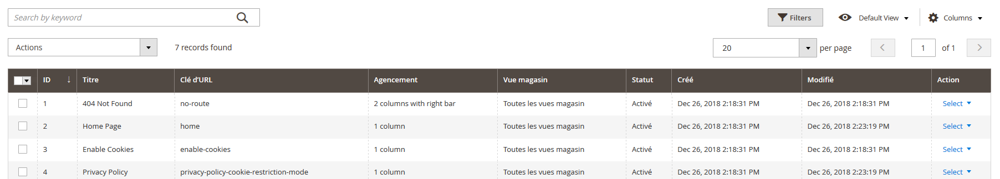 Search by keyword
Filters
Default View
Columns
Actions
7 records found
20
per page
1
of 1
ID ↓ Titre Clé d’URL Agencement Vue magasin Statut Créé Modifié Action
1 404 Not Found no-route 2 columns with right bar Toutes les vues magasin Activé Dec 26, 2018 2:18:31 PM Dec 26, 2018 2:18:31 PM Select
2 Home Page home 1 column Toutes les vues magasin Activé Dec 26, 2018 2:18:31 PM Dec 26, 2018 2:23:19 PM Select
3 Enable Cookies enable-cookies 1 column Toutes les vues magasin Activé Dec 26, 2018 2:18:31 PM Dec 26, 2018 2:18:31 PM Select
4 Privacy Policy privacy-policy-cookie-restriction-mode 1 column Toutes les vues magasin Activé Dec 26, 2018 2:18:31 PM Dec 26, 2018 2:23:19 PM Select